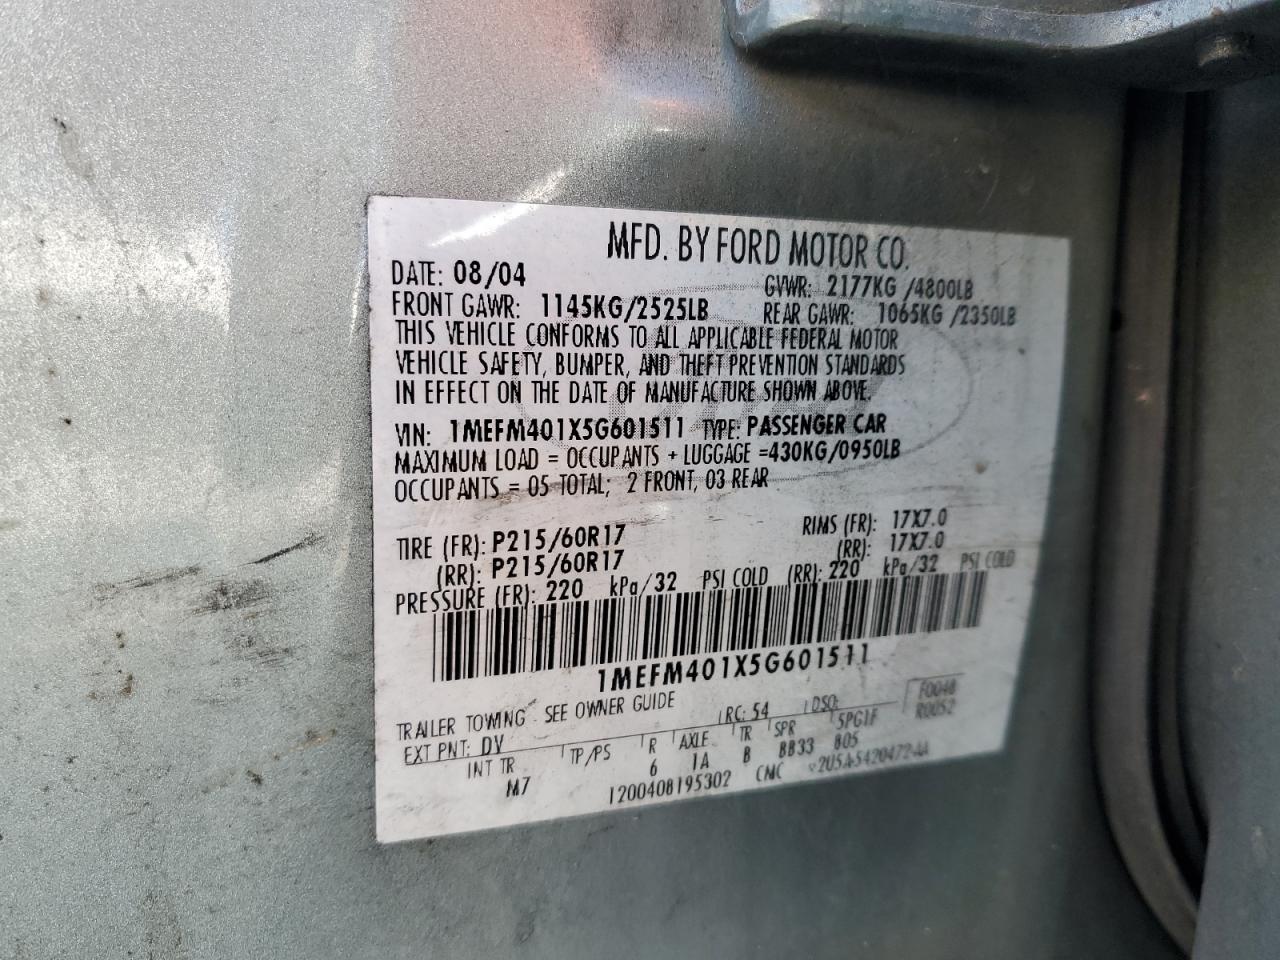 MFD. BY FORD MOTOR CO.
DATE: 08/04 GVWR: 2177KG /4800LB
FRONT GAWR: 1145KG/2525LB REAR GAWR: 1065KG /2350LB
THIS VEHICLE CONFORMS TO ALL APPLICABLE FEDERAL MOTOR
VEHICLE SAFETY, BUMPER, AND THEFT PREVENTION STANDARDS
IN EFFECT ON THE DATE OF MANUFACTURE SHOWN ABOVE.
VIN: 1MEFM401X5G601511 TYPE: PASSENGER CAR
MAXIMUM LOAD = OCCUPANTS + LUGGAGE =430KG/0950LB
OCCUPANTS = 05 TOTAL; 2 FRONT, 03 REAR
TIRE (FR): P215/60R17 RIMS (FR): 17X7.0
(RR): P215/60R17 (RR): 17X7.0
PRESSURE (FR): 220 kPa/32 PSI COLD (RR): 220 kPa/32 PSI COLD
1MEFM401X5G601511
TRAILER TOWING - SEE OWNER GUIDE
EXT PNT: DV RC: 54 DSO: F0048
R0052
INT TR TP/PS R AXLE TR SPR 5PG1F
M7 6 1A B BB33 805
1200408195302 CMC 2U5A-5420472-AA